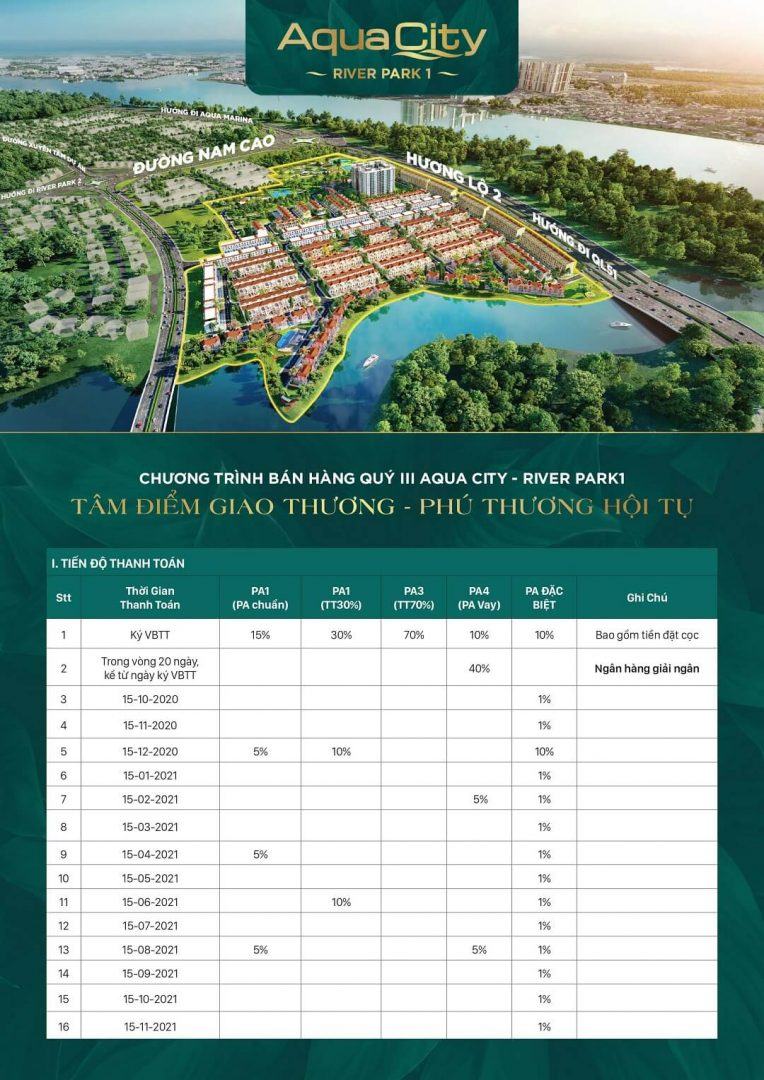 Aqua City
RIVER PARK 1
HƯỚNG ĐI AQUA MARINA
ĐƯỜNG XUYÊN TÂM DỰ ÁN
ĐƯỜNG NAM CAO
HƯỚNG ĐI RIVER PARK 2
HƯƠNG LỘ 2
HƯỚNG ĐI QL51
CHƯƠNG TRÌNH BÁN HÀNG QUÝ III AQUA CITY - RIVER PARK1
TÂM ĐIỂM GIAO THƯƠNG - PHÚ THƯƠNG HỘI TỤ
I. TIẾN ĐỘ THANH TOÁN
Stt Thời Gian Thanh Toán PA1 (PA chuẩn) PA1 (TT30%) PA3 (TT70%) PA4 (PA Vay) PA ĐẶC BIỆT Ghi Chú
1 Ký VBTT 15% 30% 70% 10% 10% Bao gồm tiền đặt cọc
2 Trong vòng 20 ngày, kể từ ngày ký VBTT 40% Ngân hàng giải ngân
3 15-10-2020 1%
4 15-11-2020 1%
5 15-12-2020 5% 10% 10%
6 15-01-2021 1%
7 15-02-2021 5% 1%
8 15-03-2021 1%
9 15-04-2021 5% 1%
10 15-05-2021 1%
11 15-06-2021 10% 1%
12 15-07-2021 1%
13 15-08-2021 5% 5% 1%
14 15-09-2021 1%
15 15-10-2021 1%
16 15-11-2021 1%